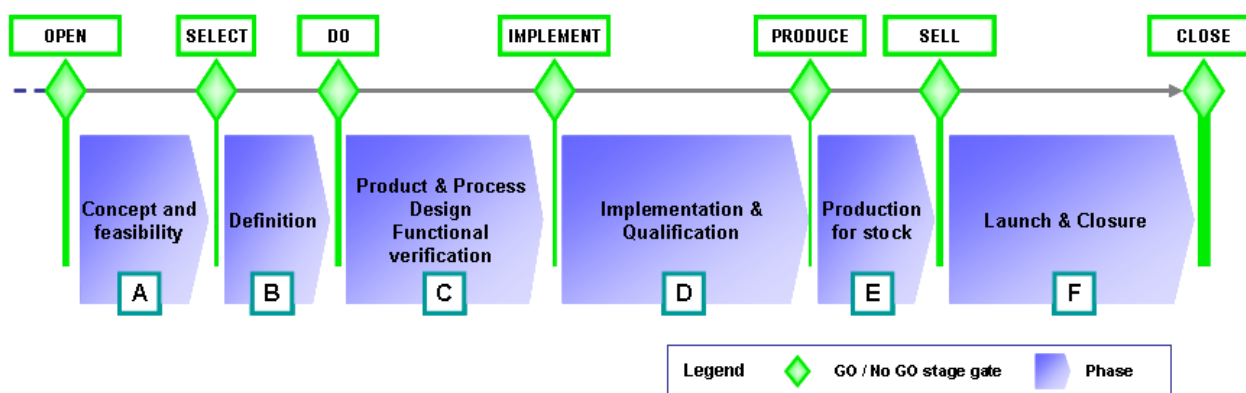 OPEN
SELECT
DO
IMPLEMENT
PRODUCE
SELL
CLOSE
Concept and
feasibility
A
Definition
B
Product & Process
Design
Functional
verification
C
Implementation &
Qualification
D
Production
for stock
E
Launch & Closure
F
Legend
GO / No GO stage gate
Phase